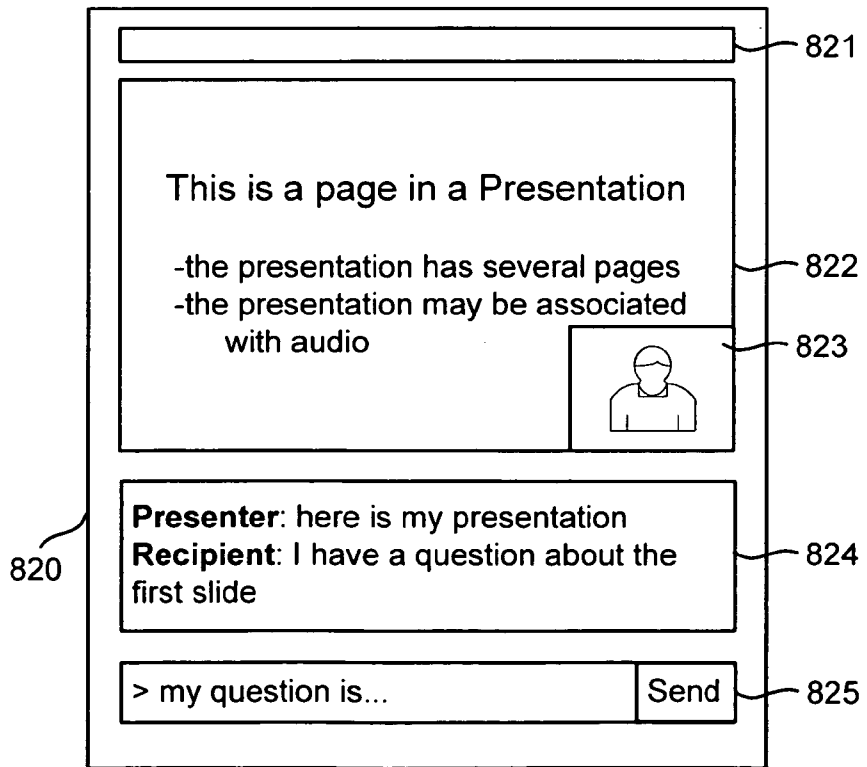 821
This is a page in a Presentation
-the presentation has several pages
822
-the presentation may be associated
with audio
823
Presenter: here is my presentation
Recipient: I have a question about the
first slide
824
820
> my question is...
Send
825